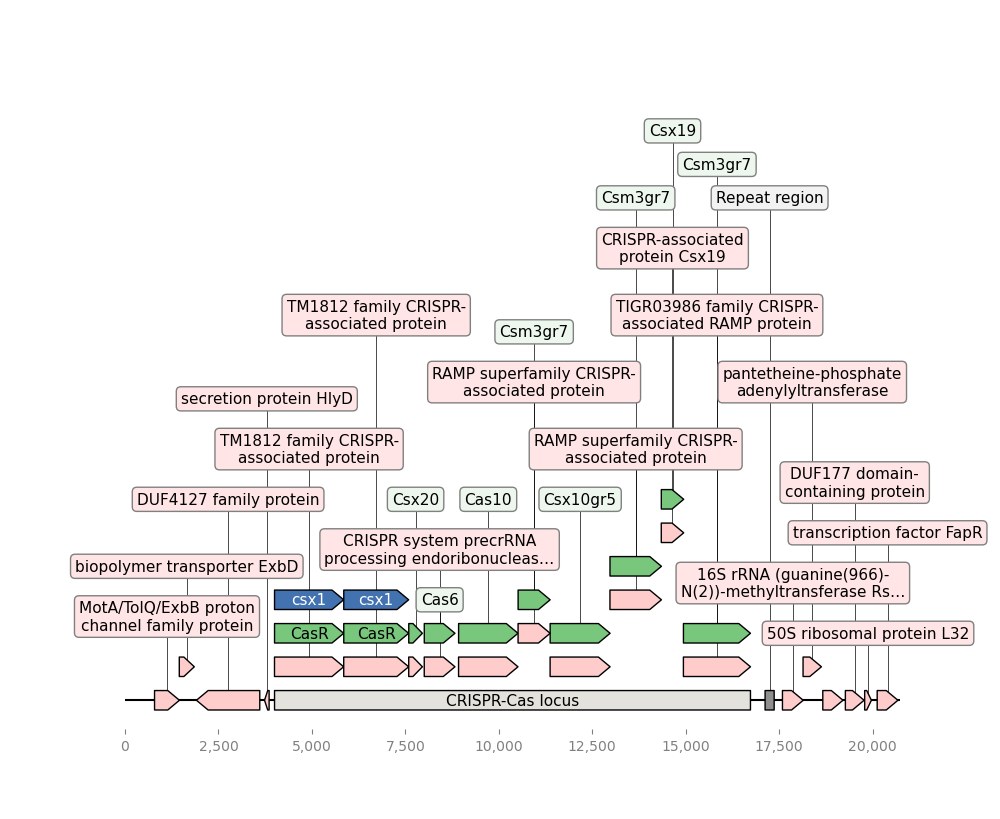 Csx19
Csm3gr7
Csm3gr7
Repeat region
CRISPR-associated
protein Csx19
TM1812 family CRISPR-
associated protein
TIGR03986 family CRISPR-
associated RAMP protein
Csm3gr7
RAMP superfamily CRISPR-
associated protein
pantetheine-phosphate
adenylyltransferase
secretion protein HlyD
TM1812 family CRISPR-
associated protein
RAMP superfamily CRISPR-
associated protein
DUF177 domain-
containing protein
DUF4127 family protein
Csx20
Cas10
Csx10gr5
transcription factor FapR
CRISPR system precrRNA
processing endoribonucleas...
biopolymer transporter ExbD
16S rRNA (guanine(966)-
N(2))-methyltransferase Rs...
csx1
csx1
Cas6
MotA/TolQ/ExbB proton
channel family protein
CasR
CasR
50S ribosomal protein L32
CRISPR-Cas locus
0
2,500
5,000
7,500
10,000
12,500
15,000
17,500
20,000